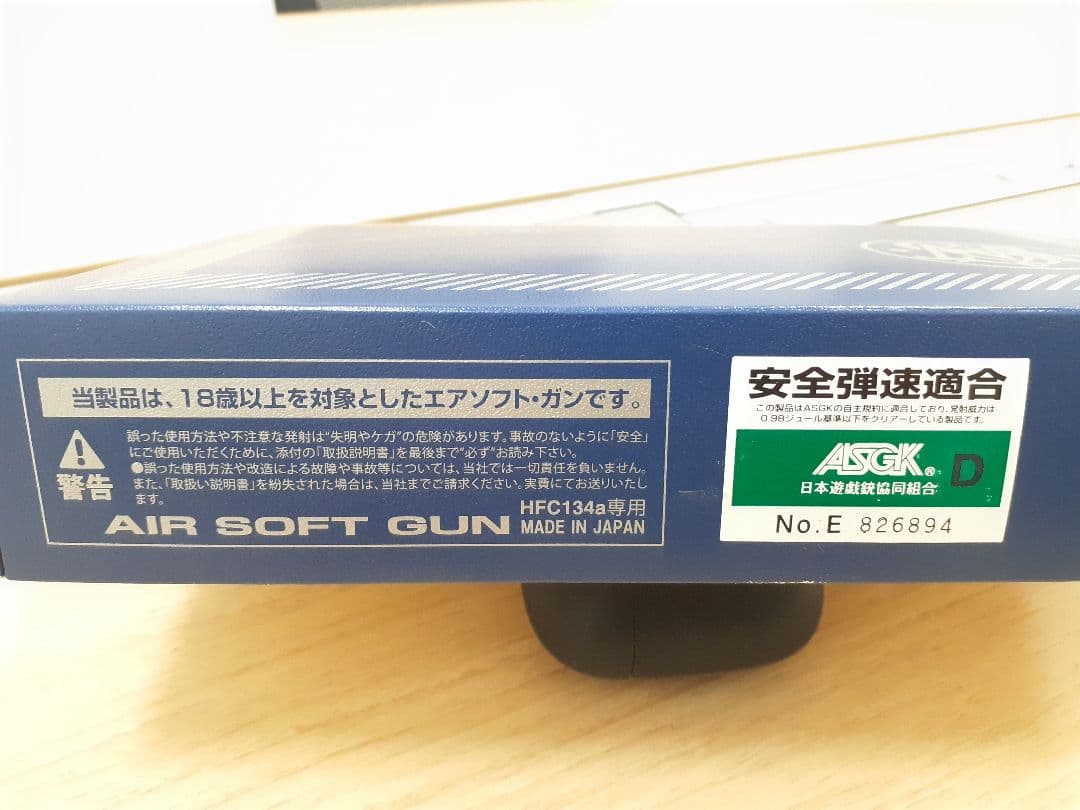 当製品は、18歳以上を対象としたエアソフト・ガンです。
警告
誤った使用方法や不注意な発射は“失明やケガ”の危険があります。事故のないように「安全」
にご使用いただくために、添付の「取扱説明書」を最後まで“必ず”お読み下さい。
●誤った使用方法や改造による故障や事故等については、当社では一切責任を負いません。
また、「取扱い説明書」を紛失された場合は、当社までご請求ください。実費にてお送りいたし
ます。
AIR SOFT GUN
HFC134a専用
MADE IN JAPAN
安全弾速適合
この製品はASGKの自主規約に適合しており、発射威力は
0.98ジュール基準以下をクリアーしている製品です。
ASGK® D
日本遊戯銃協同組合
No.E 826894